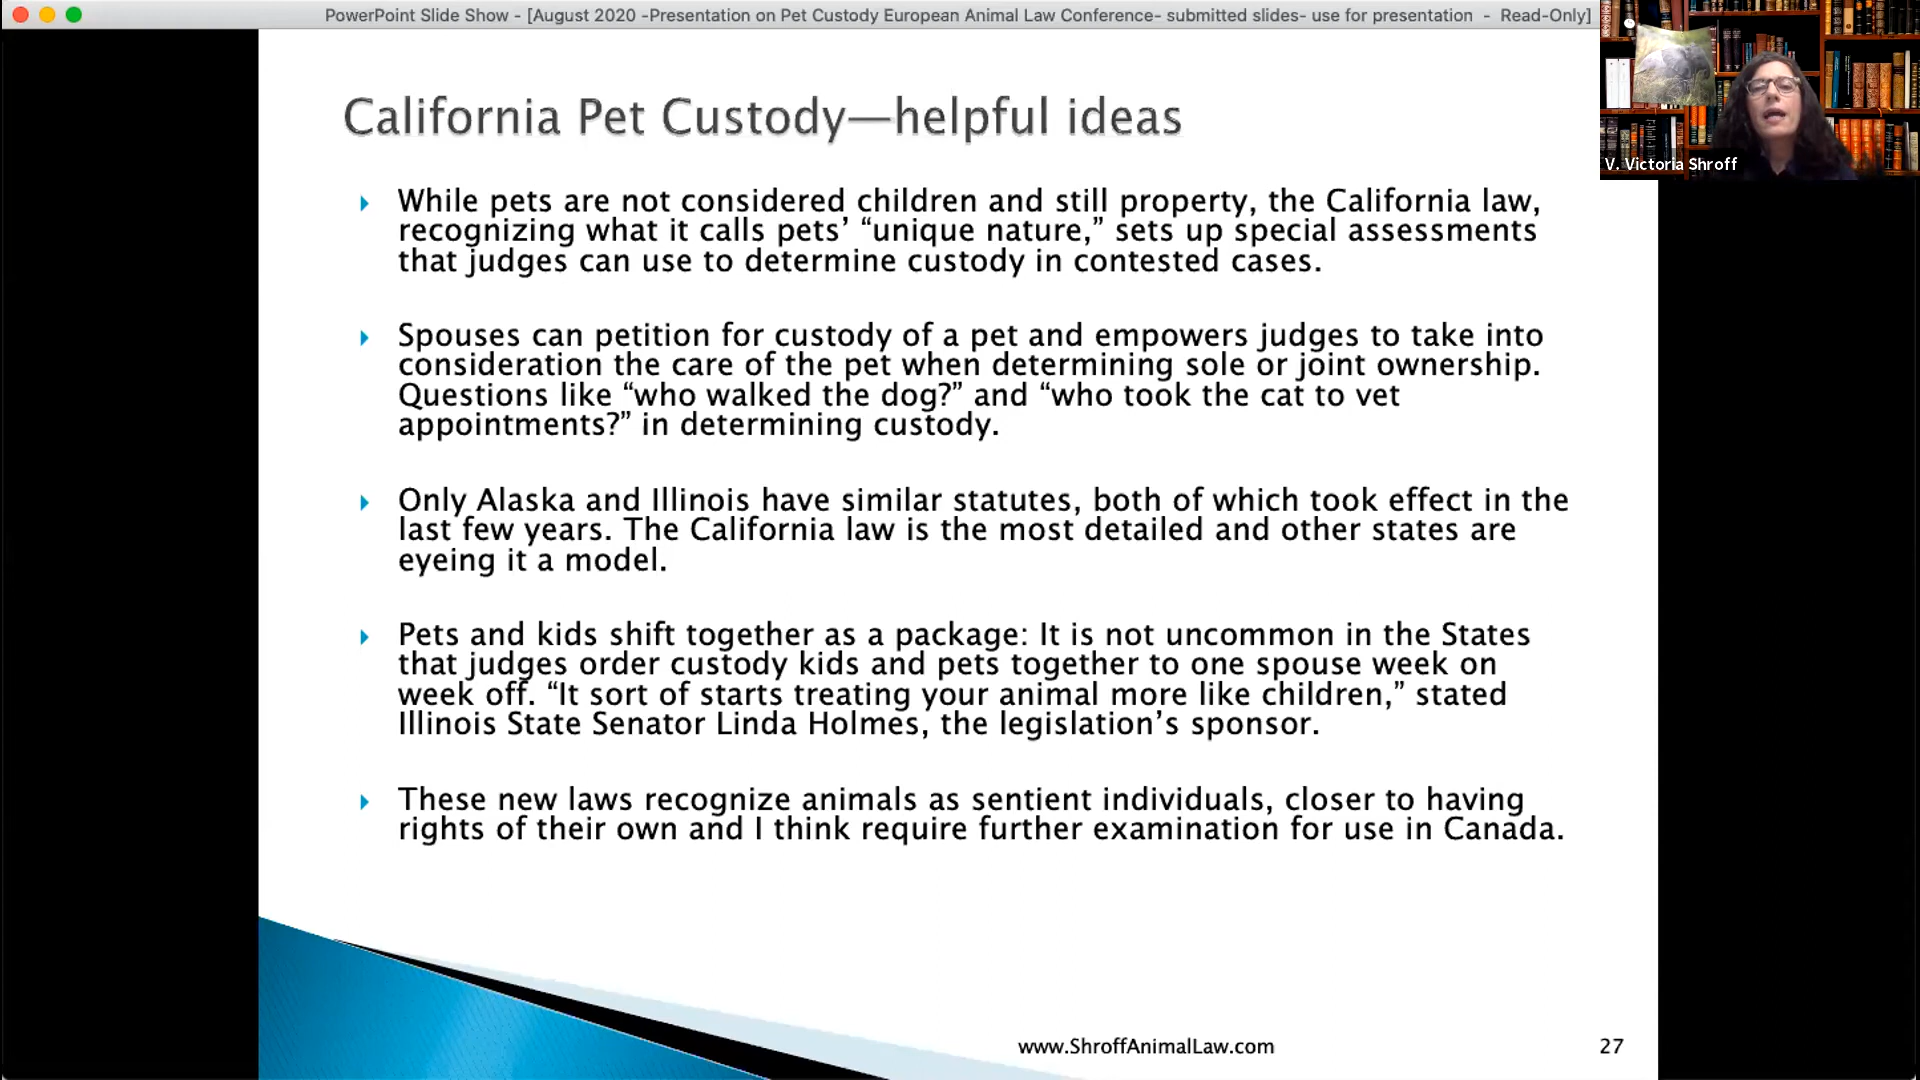 PowerPoint Slide Show - [August 2020 -Presentation on Pet Custody European Animal Law Conference- submitted slides- use for presentation - Read-Only]
V. Victoria Shroff
California Pet Custody—helpful ideas
While pets are not considered children and still property, the California law,
recognizing what it calls pets’ “unique nature,” sets up special assessments
that judges can use to determine custody in contested cases.
Spouses can petition for custody of a pet and empowers judges to take into
consideration the care of the pet when determining sole or joint ownership.
Questions like “who walked the dog?” and “who took the cat to vet
appointments?” in determining custody.
Only Alaska and Illinois have similar statutes, both of which took effect in the
last few years. The California law is the most detailed and other states are
eyeing it a model.
Pets and kids shift together as a package: It is not uncommon in the States
that judges order custody kids and pets together to one spouse week on
week off. “It sort of starts treating your animal more like children,” stated
Illinois State Senator Linda Holmes, the legislation’s sponsor.
These new laws recognize animals as sentient individuals, closer to having
rights of their own and I think require further examination for use in Canada.
www.ShroffAnimalLaw.com
27